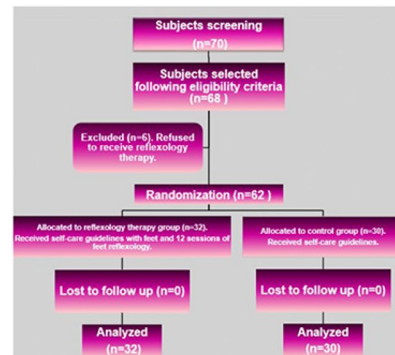 Subjects screening
(n=70)
Subjects selected
following eligibility
criteria
(n=68 )
Excluded (n=6). Refused
to receive reflexology
therapy.
Randomization (n=62 )
Allocated to reflexology therapy group (n=32).
Received self-care guidelines with feet and 12 sessions of
feet reflexology.
Allocated to control group (n=30).
Received self-care guidelines.
Lost to follow up (n=0)
Lost to follow up (n=0)
Analyzed
(n=32)
Analyzed
(n=30)